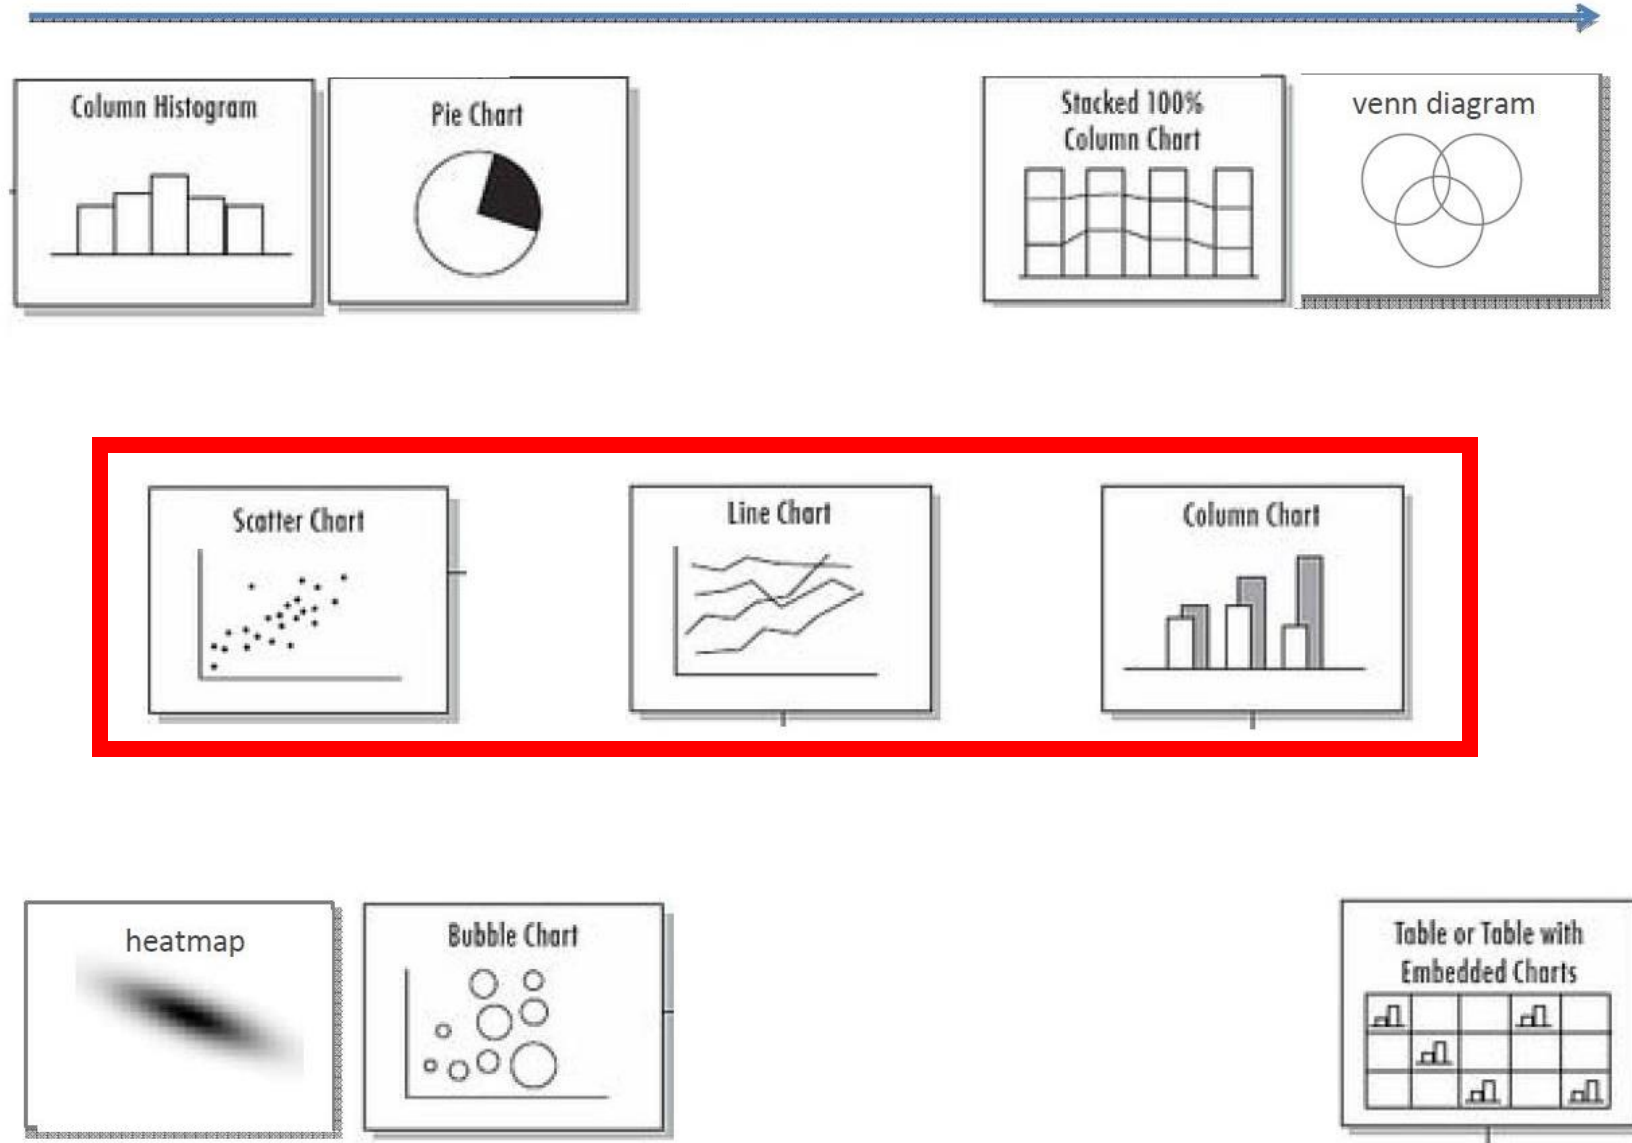 Column Histogram
Pie Chart
Stacked 100%
Column Chart
venn diagram
Scatter Chart
Line Chart
Column Chart
heatmap
Bubble Chart
Table or Table with
Embedded Charts